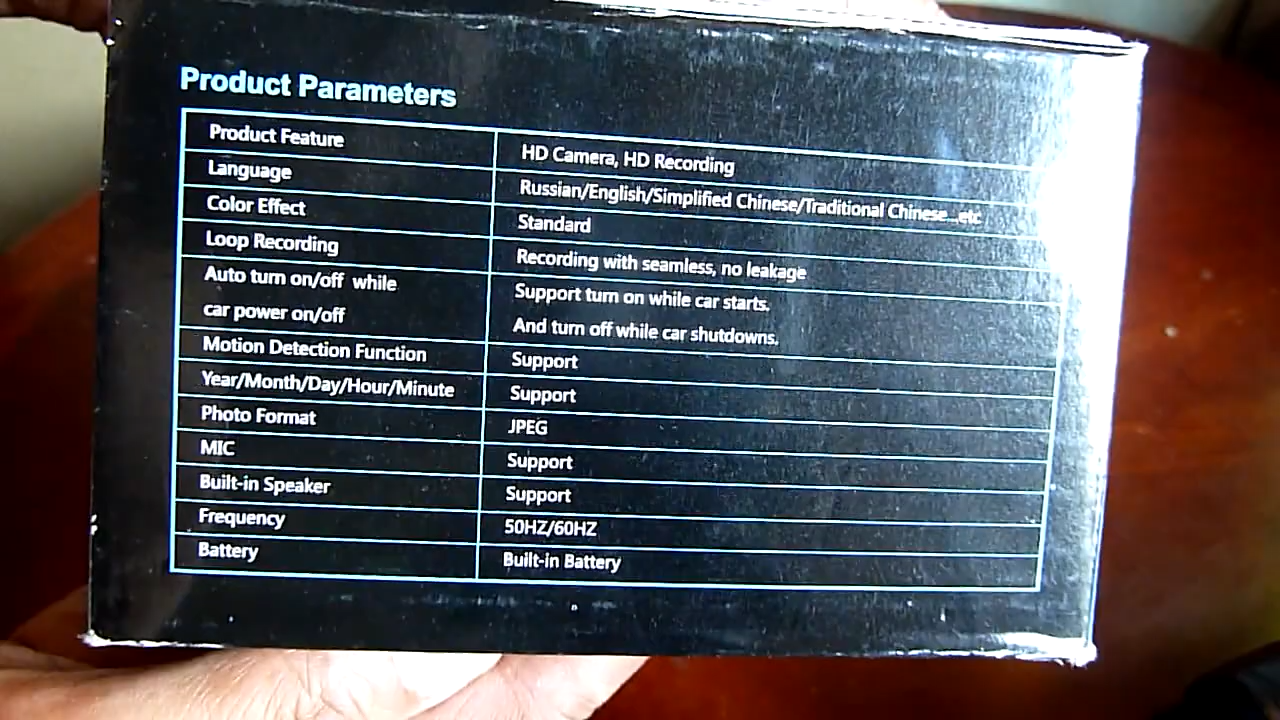 Product Parameters
Product Feature HD Camera, HD Recording
Language Russian/English/Simplified Chinese/Traditional Chinese...etc
Color Effect Standard
Loop Recording Recording with seamless, no leakage
Auto turn on/off while Support turn on while car starts.
car power on/off And turn off while car shutdowns.
Motion Detection Function Support
Year/Month/Day/Hour/Minute Support
Photo Format JPEG
MIC Support
Built-in Speaker Support
Frequency 50HZ/60HZ
Battery Built-in Battery